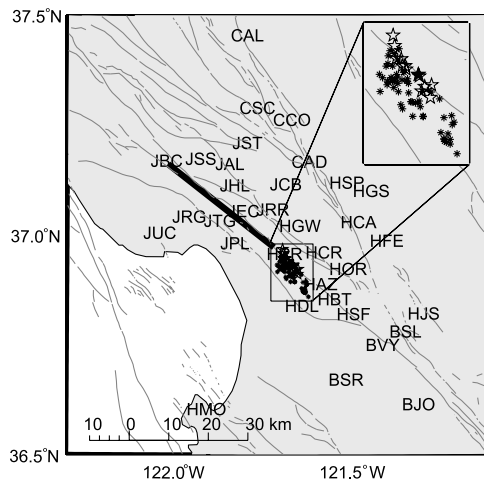 37.5°N
CAL
CSC
CCO
JST
JBC JSS JAL CAD
JHL JCB HSP
HGS
JRG JTG JEC JRR
JUC JPL HGW HCA
37.0°N HFE
HCR
HOR
HAZ
HDL HBT
HSF HJS
BSL
BVY
BSR
HMO BJO
10 0 10 20 30 km
36.5°N
122.0°W 121.5°W